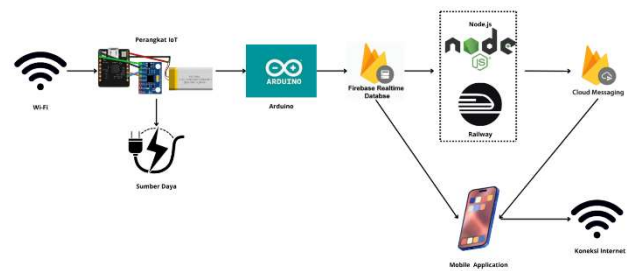 Perangkat IoT
Wi-Fi
Sumber Daya
ARDUINO
Arduino
Firebase Realtime
Databse
Node.js
node
JS
Railway
Cloud Messaging
Mobile Application
Koneksi Internet